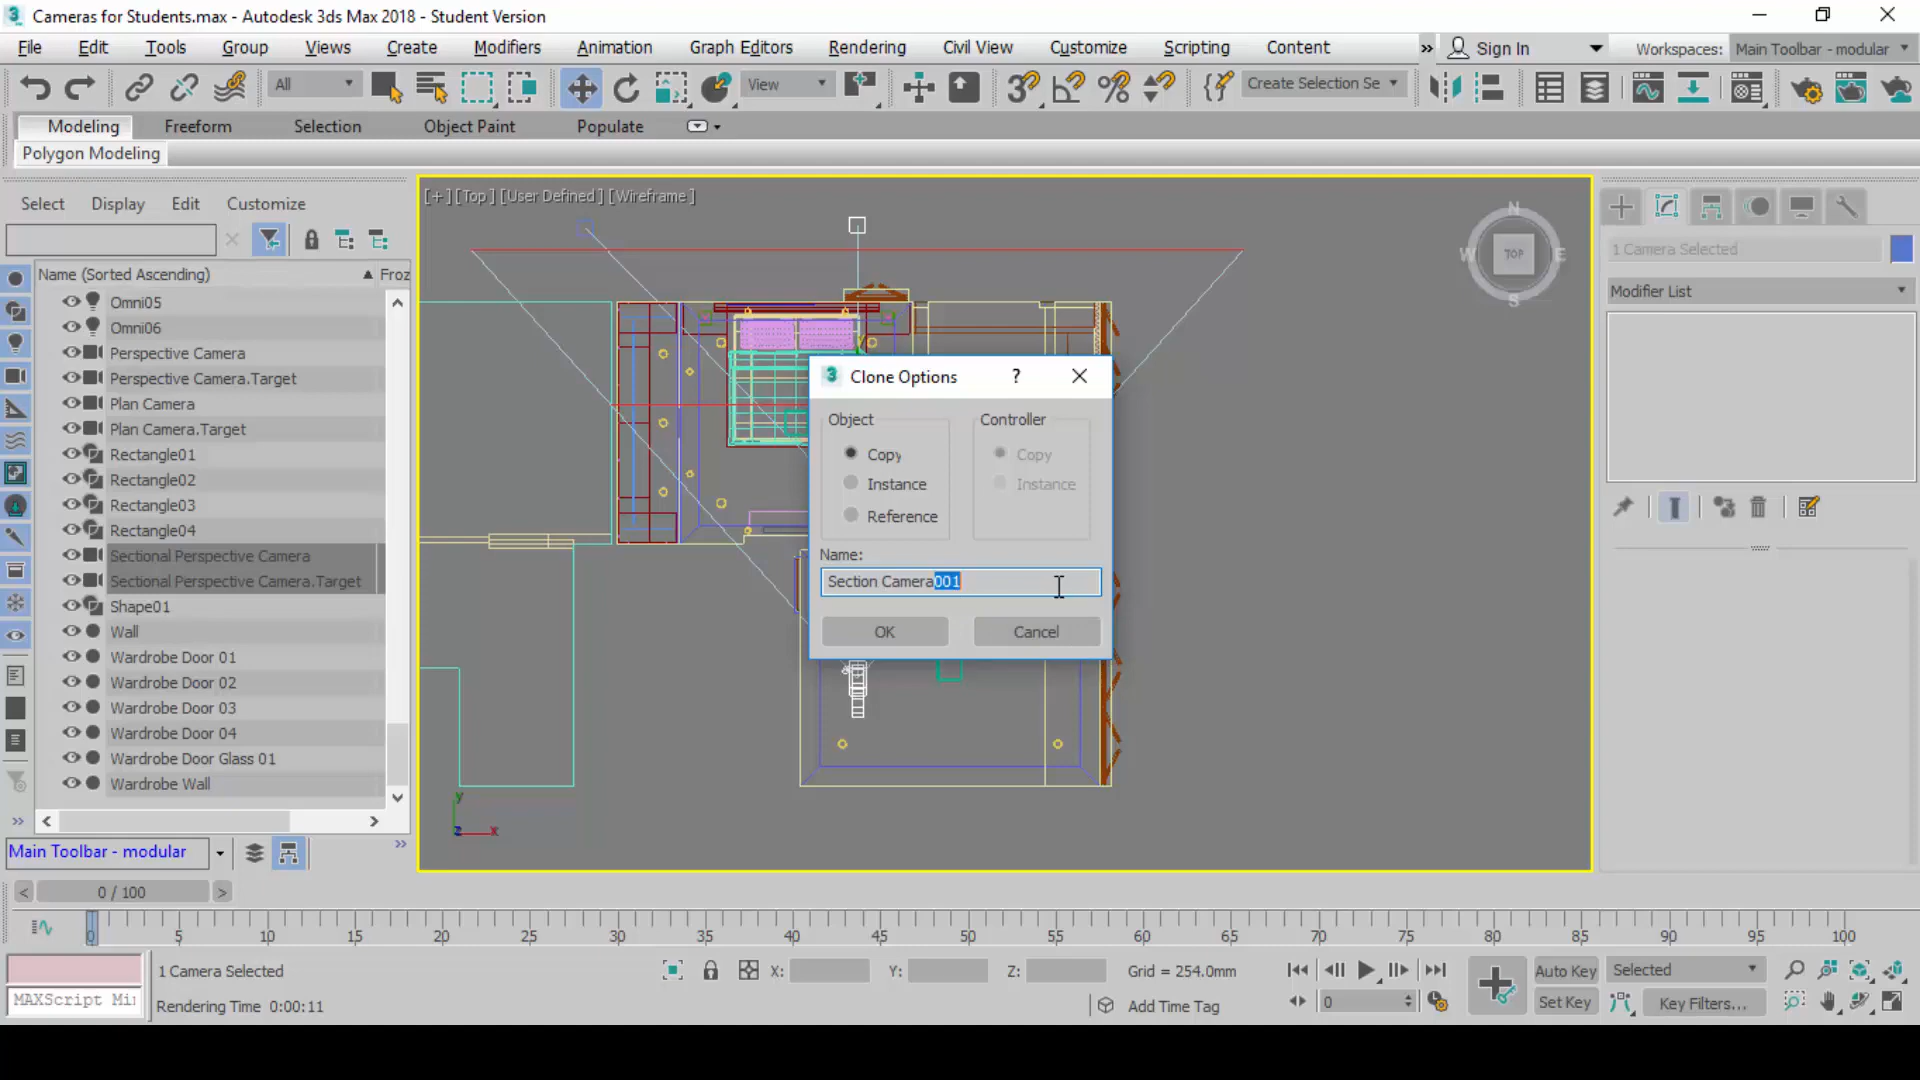 Cameras for Students.max - Autodesk 3ds Max 2018 - Student Version
File Edit Tools Group Views Create Modifiers Animation Graph Editors Rendering Civil View Customize Scripting Content » Sign In Workspaces: Main Toolbar - modular
All View Create Selection Se
Modeling Freeform Selection Object Paint Populate
Polygon Modeling
Select Display Edit Customize
[+] [Top] [User Defined] [Wireframe]
N
W TOP E
S
1 Camera Selected
Modifier List
Name (Sorted Ascending) ▲ Froz
Omni05
Omni06
Perspective Camera
Perspective Camera.Target
Plan Camera
Plan Camera.Target
Rectangle01
Rectangle02
Rectangle03
Rectangle04
Sectional Perspective Camera
Sectional Perspective Camera.Target
Shape01
Wall
Wardrobe Door 01
Wardrobe Door 02
Wardrobe Door 03
Wardrobe Door 04
Wardrobe Door Glass 01
Wardrobe Wall
Clone Options ?
Object Controller
Copy Copy
Instance Instance
Reference
Name:
Section Camera001
OK Cancel
y
z x
Main Toolbar - modular
< 0 / 100 >
0 5 10 15 20 25 30 35 40 45 50 55 60 65 70 75 80 85 90 95 100
1 Camera Selected X: Y: Z: Grid = 254.0mm Auto Key Selected
MAXScript Mi
Rendering Time 0:00:11 Add Time Tag 0 Set Key Key Filters...